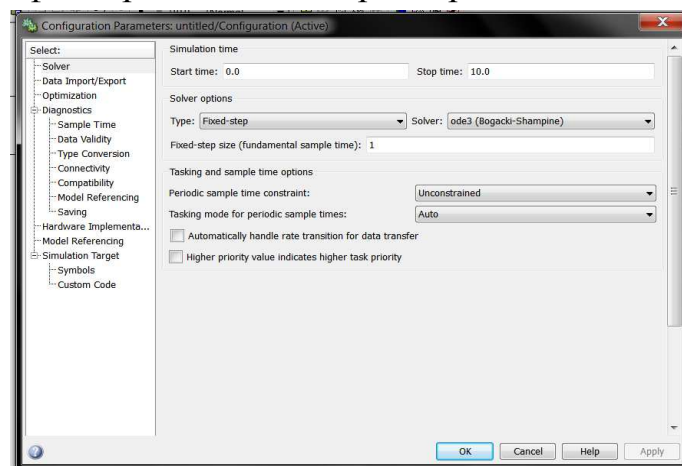 Configuration Parameters: untitled/Configuration (Active)
Select:
Solver
Data Import/Export
Optimization
Diagnostics
Sample Time
Data Validity
Type Conversion
Connectivity
Compatibility
Model Referencing
Saving
Hardware Implementa...
Model Referencing
Simulation Target
Symbols
Custom Code
Simulation time
Start time: 0.0 Stop time: 10.0
Solver options
Type: Fixed-step Solver: ode3 (Bogacki-Shampine)
Fixed-step size (fundamental sample time): 1
Tasking and sample time options
Periodic sample time constraint: Unconstrained
Tasking mode for periodic sample times: Auto
Automatically handle rate transition for data transfer
Higher priority value indicates higher task priority
OK Cancel Help Apply